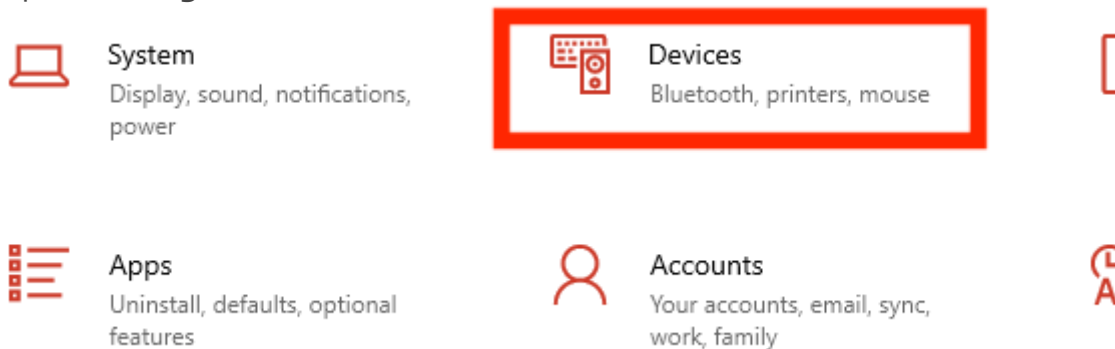 System
Display, sound, notifications,
power
Devices
Bluetooth, printers, mouse
Apps
Uninstall, defaults, optional
features
Accounts
Your accounts, email, sync,
work, family